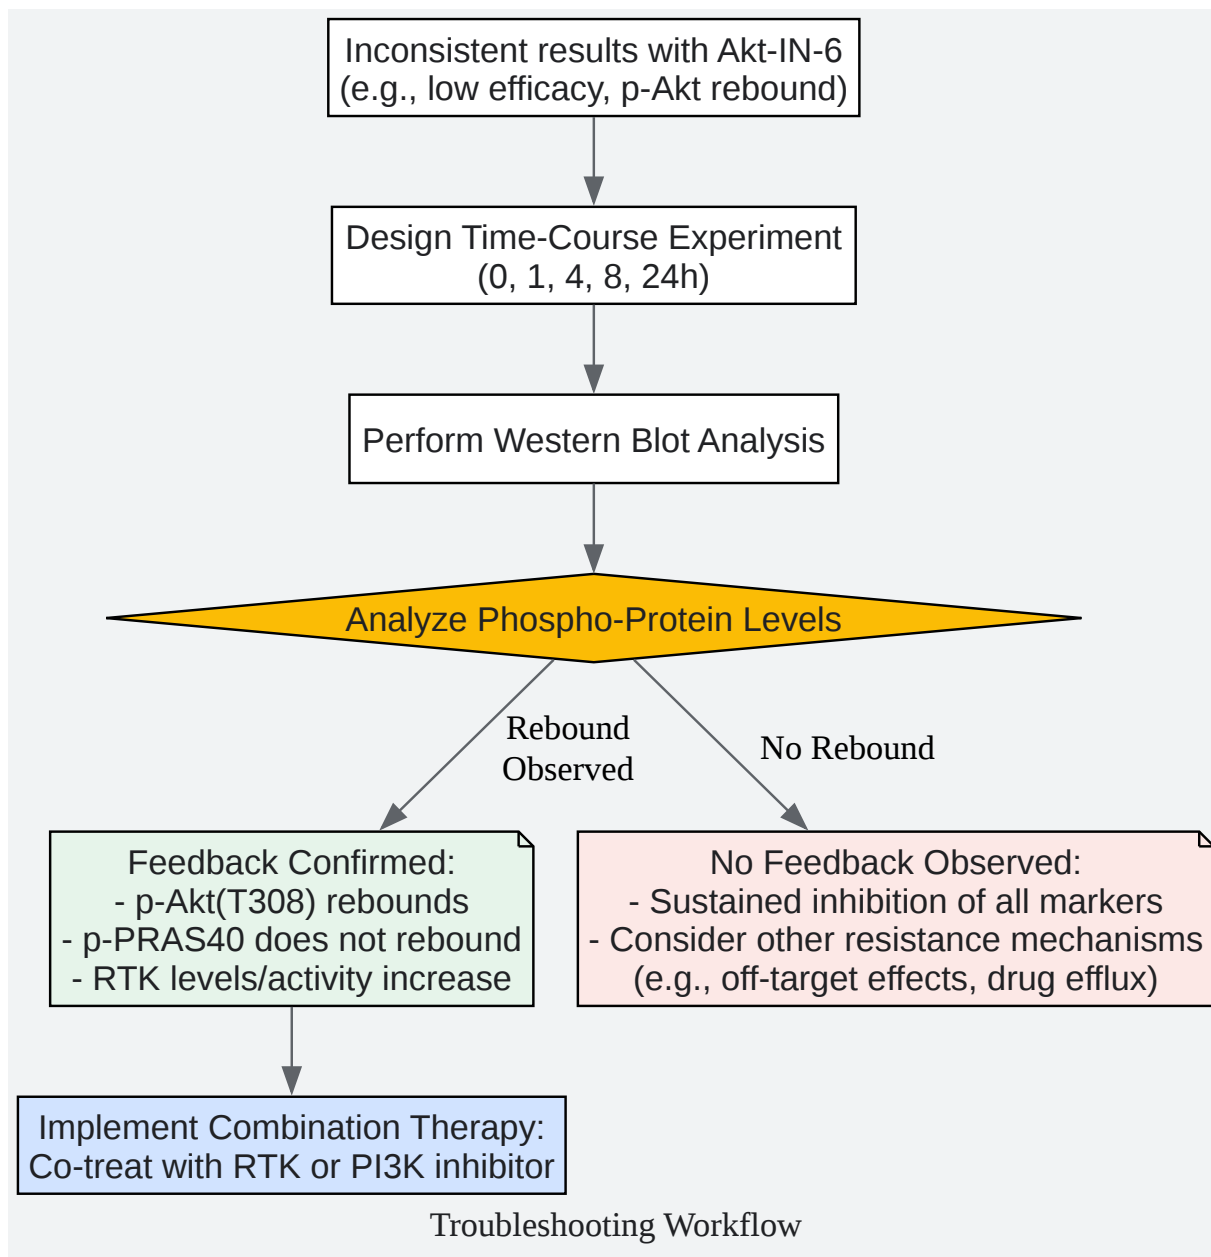 Inconsistent results with Akt-IN-6
(e.g., low efficacy, p-Akt rebound)
Design Time-Course Experiment
(0, 1, 4, 8, 24h)
Perform Western Blot Analysis
Analyze Phospho-Protein Levels
Rebound
Observed
No Rebound
Feedback Confirmed:
- p-Akt(T308) rebounds
- p-PRAS40 does not rebound
- RTK levels/activity increase
No Feedback Observed:
- Sustained inhibition of all markers
- Consider other resistance mechanisms
(e.g., off-target effects, drug efflux)
Implement Combination Therapy:
Co-treat with RTK or PI3K inhibitor
Troubleshooting Workflow